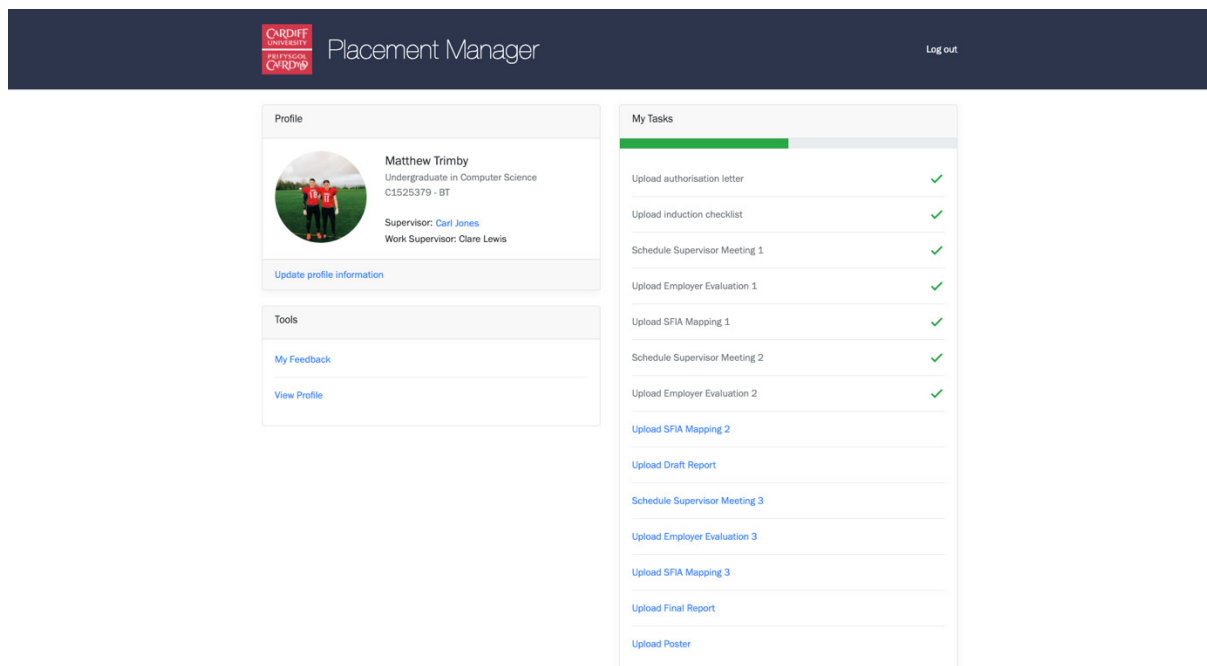 CARDIFF
UNIVERSITY
PRIFYSGOL
CAERDYDD
Placement Manager
Log out
Profile
Matthew Trimby
Undergraduate in Computer Science
C1525379 - BT
Supervisor: Carl Jones
Work Supervisor: Clare Lewis
Update profile information
Tools
My Feedback
View Profile
My Tasks
Upload authorisation letter
Upload induction checklist
Schedule Supervisor Meeting 1
Upload Employer Evaluation 1
Upload SFIA Mapping 1
Schedule Supervisor Meeting 2
Upload Employer Evaluation 2
Upload SFIA Mapping 2
Upload Draft Report
Schedule Supervisor Meeting 3
Upload Employer Evaluation 3
Upload SFIA Mapping 3
Upload Final Report
Upload Poster